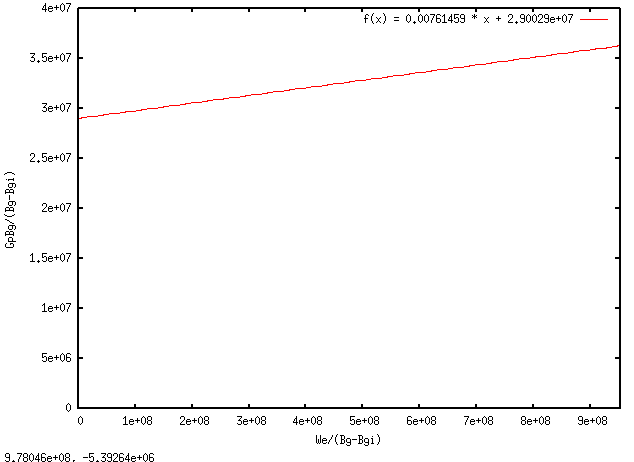 4e+07
f(x) = 0.00761459 * x + 2.90029e+07
3.5e+07
3e+07
2.5e+07
2e+07
1.5e+07
1e+07
5e+06
0
GpBg/(Bg-Bgi)
0 1e+08 2e+08 3e+08 4e+08 5e+08 6e+08 7e+08 8e+08 9e+08
We/(Bg-Bgi)
9.78046e+08, -5.39264e+06